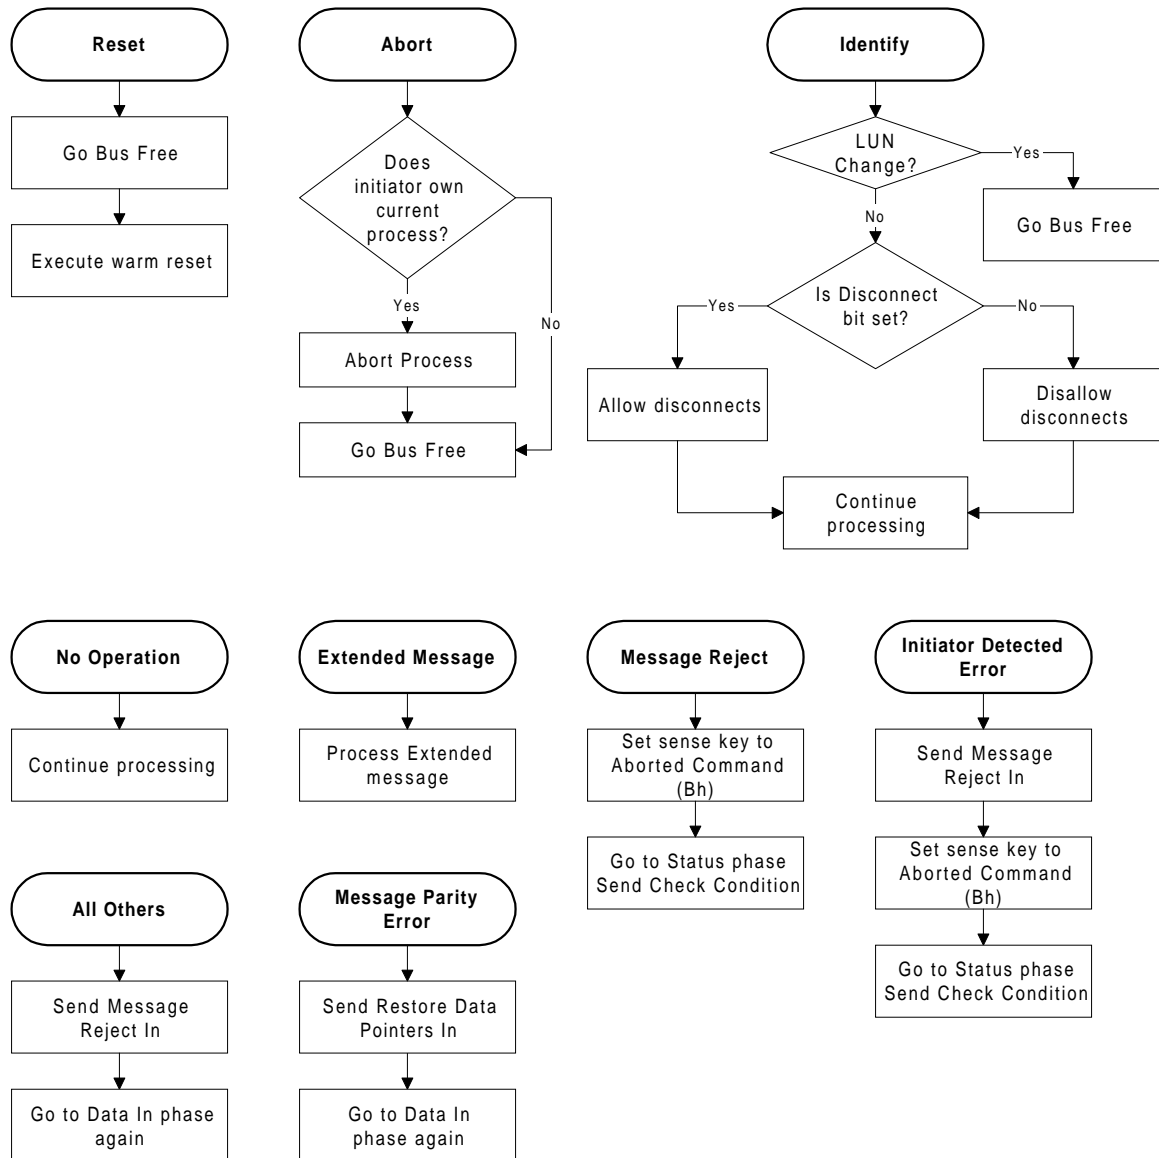 Reset
Go Bus Free
Execute warm reset
Abort
Does
initiator own
current
process?
Yes
No
Abort Process
Go Bus Free
Identify
LUN
Change?
Yes
Go Bus Free
No
Is Disconnect
bit set?
Yes
No
Allow disconnects
Disallow
disconnects
Continue
processing
No Operation
Continue processing
Extended Message
Process Extended
message
Message Reject
Set sense key to
Aborted Command
(Bh)
Go to Status phase
Send Check Condition
Initiator Detected
Error
Send Message
Reject In
Set sense key to
Aborted Command
(Bh)
Go to Status phase
Send Check Condition
All Others
Send Message
Reject In
Go to Data In phase
again
Message Parity
Error
Send Restore Data
Pointers In
Go to Data In
phase again